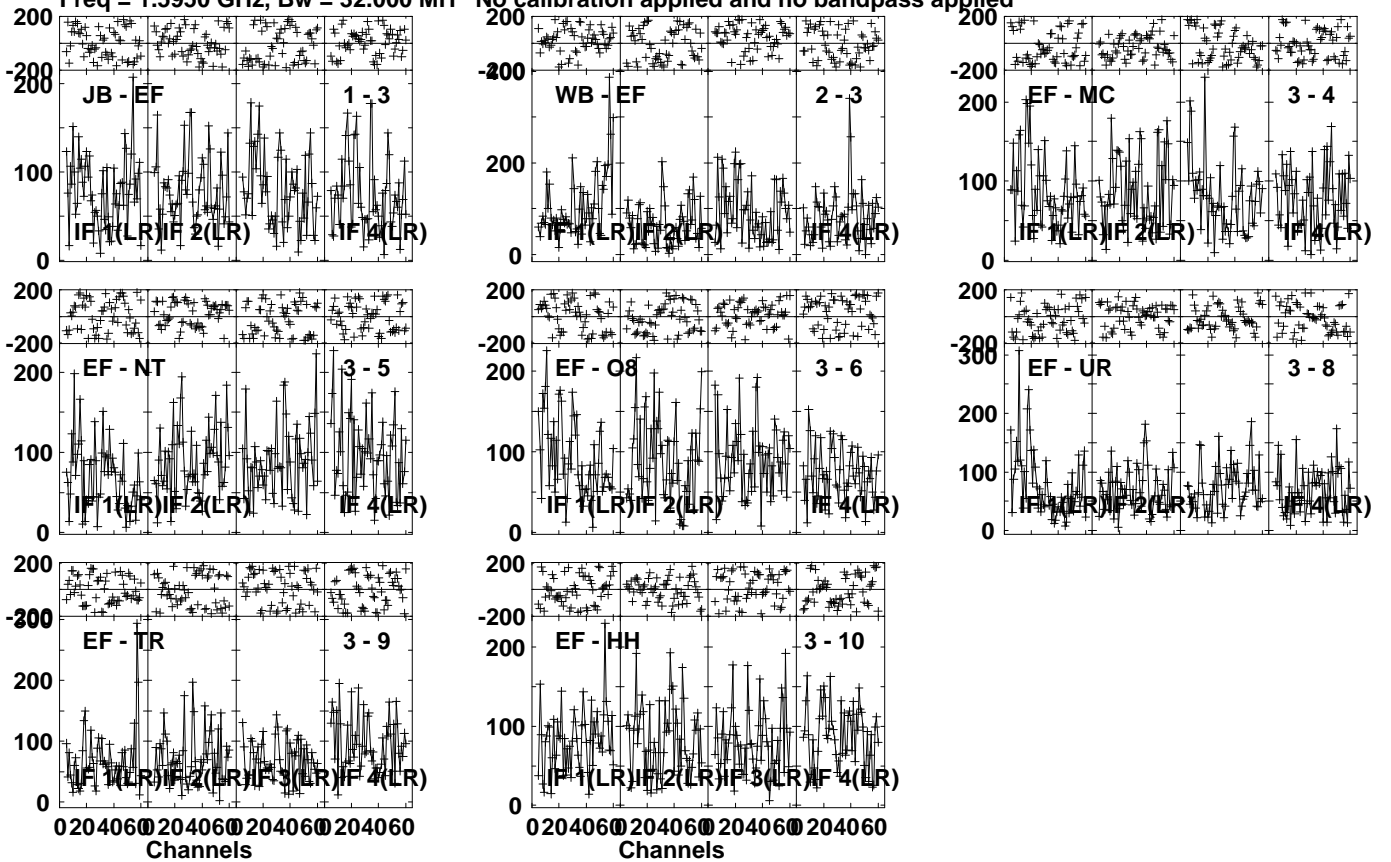 Freq = 1.5950 GHz, Bw = 32.000 MH No calibration applied and no bandpass applied
200
-200
200
JB - EF 1 - 3
100
IF 1(LR) IF 2(LR) IF 4(LR)
0
200
-200
400
WB - EF 2 - 3
200
IF 1(LR) IF 2(LR) IF 4(LR)
0
200
-200
EF - MC 3 - 4
200
100
IF 1(LR) IF 2(LR) IF 4(LR)
0
200
-200
EF - NT 3 - 5
200
100
IF 1(LR) IF 2(LR) IF 4(LR)
0
200
-200
EF - O8 3 - 6
200
100
IF 1(LR) IF 2(LR) IF 4(LR)
0
200
-200
300
EF - UR 3 - 8
200
100
IF 1(LR) IF 2(LR) IF 4(LR)
0
200
-200
300
EF - TR 3 - 9
200
100
IF 1(LR) IF 2(LR) IF 3(LR) IF 4(LR)
0
0 20 40 60 0 20 40 60 0 20 40 60 0 20 40 60
Channels
200
-200
EF - HH 3 - 10
200
100
IF 1(LR) IF 2(LR) IF 3(LR) IF 4(LR)
0
0 20 40 60 0 20 40 60 0 20 40 60 0 20 40 60
Channels